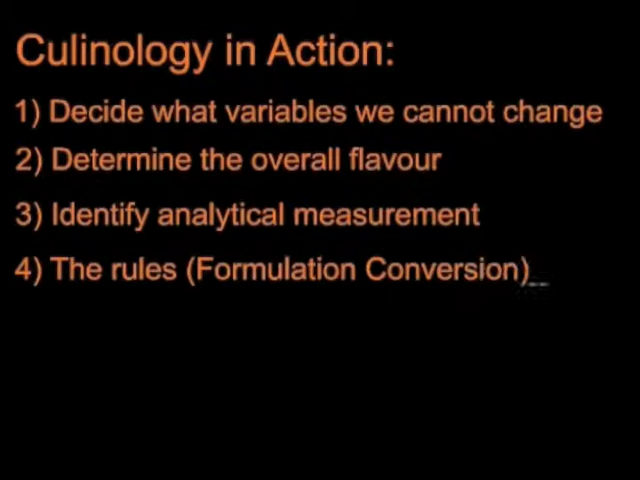 Culinology in Action:
1) Decide what variables we cannot change
2) Determine the overall flavour
3) Identify analytical measurement
4) The rules (Formulation Conversion)